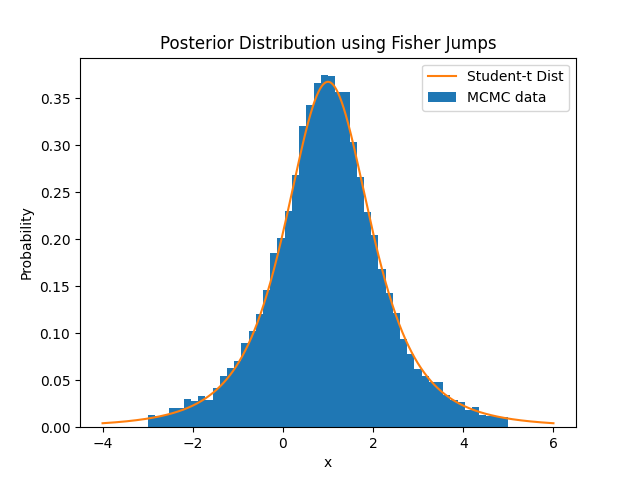 Posterior Distribution using Fisher Jumps
Student-t Dist
MCMC data
Probability
0.35
0.30
0.25
0.20
0.15
0.10
0.05
0.00
−4
−2
0
2
4
6
x